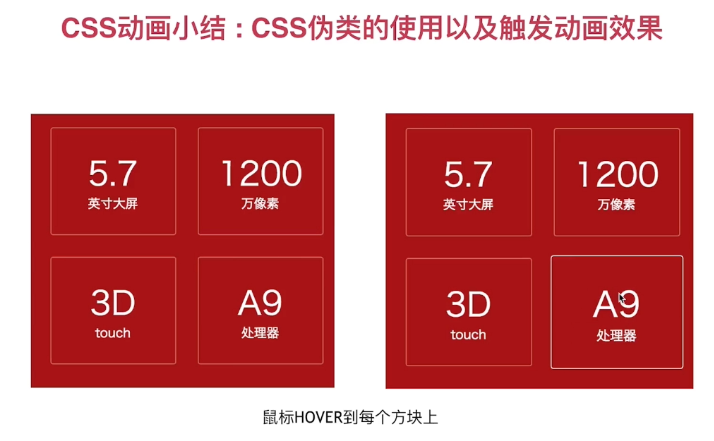 CSS动画小结：CSS伪类的使用以及触发动画效果
5.7
英寸大屏
1200
万像素
3D
touch
A9
处理器
5.7
英寸大屏
1200
万像素
3D
touch
A9
处理器
鼠标HOVER到每个方块上